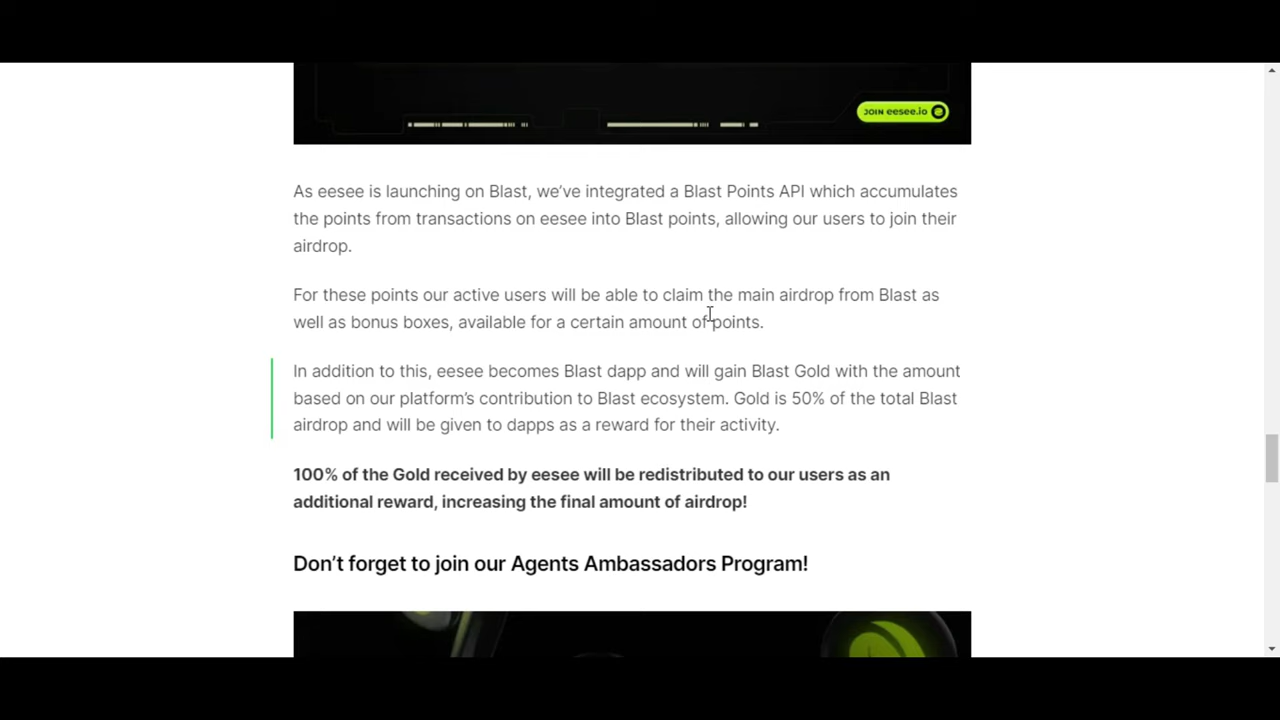 JOIN eesee.io
As eesee is launching on Blast, we’ve integrated a Blast Points API which accumulates
the points from transactions on eesee into Blast points, allowing our users to join their
airdrop.
For these points our active users will be able to claim the main airdrop from Blast as
well as bonus boxes, available for a certain amount of points.
In addition to this, eesee becomes Blast dapp and will gain Blast Gold with the amount
based on our platform’s contribution to Blast ecosystem. Gold is 50% of the total Blast
airdrop and will be given to dapps as a reward for their activity.
100% of the Gold received by eesee will be redistributed to our users as an
additional reward, increasing the final amount of airdrop!
Don’t forget to join our Agents Ambassadors Program!